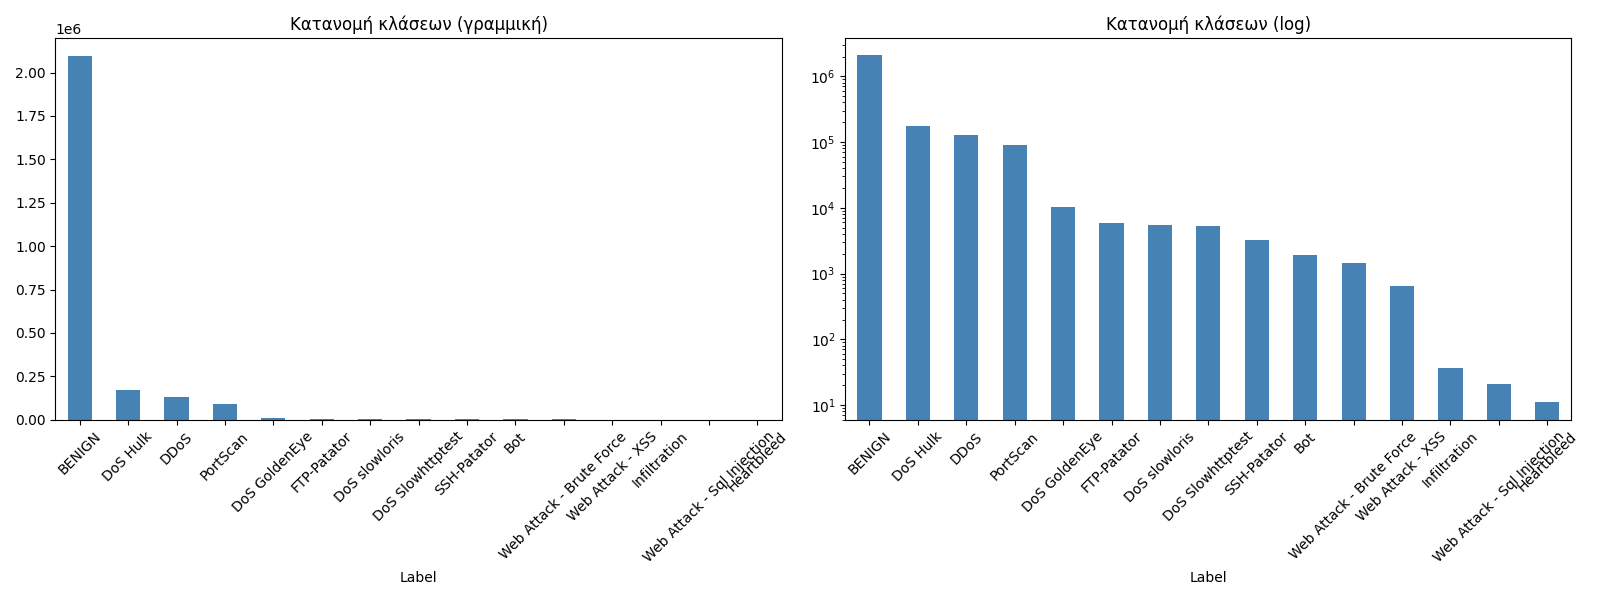 Κατανομή κλάσεων (γραμμική)
1e6
2.00
1.75
1.50
1.25
1.00
0.75
0.50
0.25
0.00
BENIGN
DoS Hulk
DDoS
PortScan
DoS GoldenEye
FTP-Patator
DoS slowloris
DoS Slowhttptest
SSH-Patator
Bot
Web Attack - Brute Force
Web Attack - XSS
Infiltration
Web Attack - Sql Injection
Heartbleed
Label
Κατανομή κλάσεων (log)
10⁶
10⁵
10⁴
10³
10²
10¹
BENIGN
DoS Hulk
DDoS
PortScan
DoS GoldenEye
FTP-Patator
DoS slowloris
DoS Slowhttptest
SSH-Patator
Bot
Web Attack - Brute Force
Web Attack - XSS
Infiltration
Web Attack - Sql Injection
Heartbleed
Label